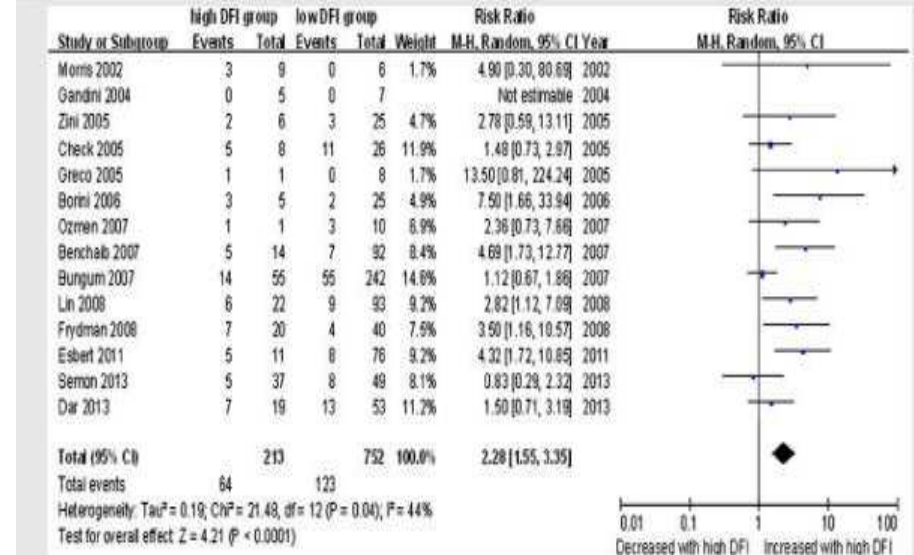 high DFI group low DFI group Risk Ratio Risk Ratio
Study or Subgroup Events Total Events Total Weight M-H, Random, 95% CI Year M-H, Random, 95% CI
Morris 2002 3 9 0 6 1.7% 4.90 [0.30, 80.69] 2002
Gandini 2004 0 5 0 7 Not estimable 2004
Zini 2005 2 6 3 25 4.7% 2.78 [0.59, 13.11] 2005
Check 2005 5 8 11 26 11.9% 1.48 [0.73, 2.97] 2005
Greco 2005 1 1 0 8 1.7% 13.50 [0.81, 224.24] 2005
Borini 2006 3 5 2 25 4.9% 7.50 [1.66, 33.94] 2006
Ozmen 2007 1 1 3 10 6.9% 2.36 [0.73, 7.66] 2007
Benchaib 2007 5 14 7 92 8.4% 4.69 [1.73, 12.77] 2007
Bungum 2007 14 55 55 242 14.6% 1.12 [0.67, 1.86] 2007
Lin 2008 6 22 9 93 9.2% 2.82 [1.12, 7.09] 2008
Frydman 2008 7 20 4 40 7.5% 3.50 [1.16, 10.57] 2008
Esbert 2011 5 11 8 76 9.2% 4.32 [1.72, 10.85] 2011
Semon 2013 5 37 8 49 8.1% 0.83 [0.29, 2.32] 2013
Dar 2013 7 19 13 53 11.2% 1.50 [0.71, 3.19] 2013
Total (95% CI) 213 752 100.0% 2.28 [1.55, 3.35]
Total events 64 123
Heterogeneity: Tau² = 0.19; Chi² = 21.48, df = 12 (P = 0.04); I² = 44%
Test for overall effect: Z = 4.21 (P < 0.0001)
0.01 0.1 1 10 100
Decreased with high DFI Increased with high DFI